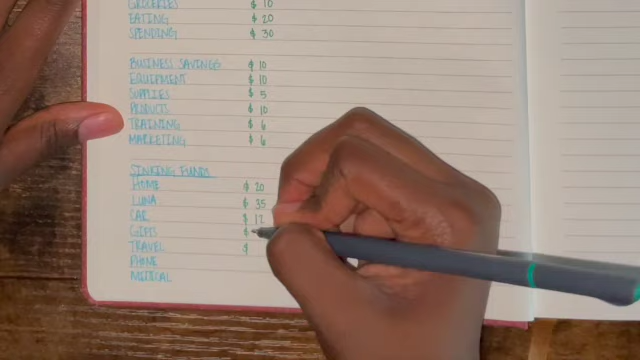 GROCERIES $ 10
EATING $ 20
SPENDING $ 30
BUSINESS SAVINGS $ 10
EQUIPMENT $ 10
SUPPLIES $ 5
PRODUCTS $ 10
TRAINING $ 6
MARKETING $ 6
SINKING FUNDS
HOME $ 20
LUNA $ 35
CAR $ 12
GIFTS $
TRAVEL $
PHONE
MEDICAL